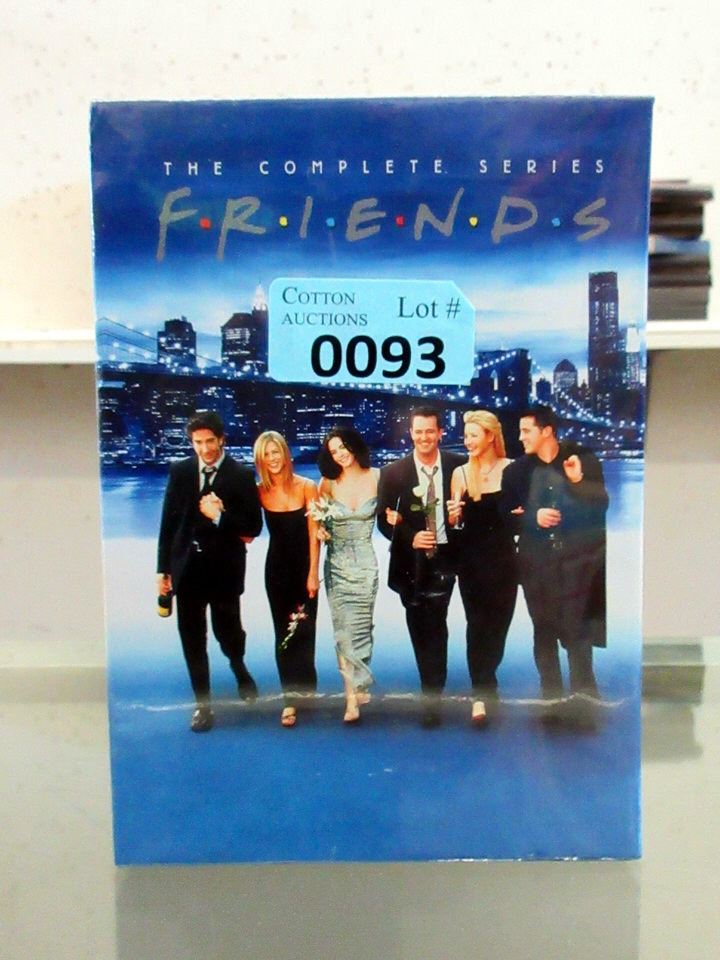 THE COMPLETE SERIES
F·R·I·E·N·D·S
COTTON AUCTIONS Lot #
0093